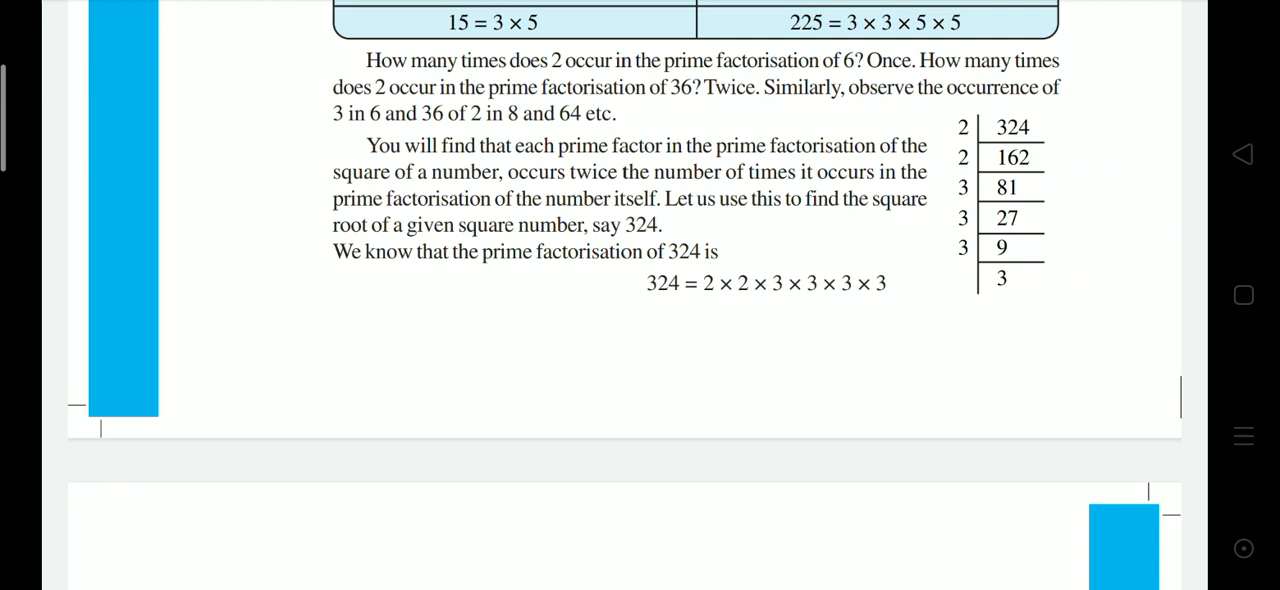 15 = 3 × 5
225 = 3 × 3 × 5 × 5
How many times does 2 occur in the prime factorisation of 6? Once. How many times
does 2 occur in the prime factorisation of 36? Twice. Similarly, observe the occurrence of
3 in 6 and 36 of 2 in 8 and 64 etc.
You will find that each prime factor in the prime factorisation of the
square of a number, occurs twice the number of times it occurs in the
prime factorisation of the number itself. Let us use this to find the square
root of a given square number, say 324.
We know that the prime factorisation of 324 is
324 = 2 × 2 × 3 × 3 × 3 × 3
2 324
2 162
3 81
3 27
3 9
3